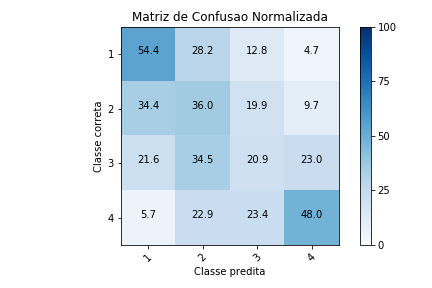 Matriz de Confusao Normalizada
Classe correta
1 54.4 28.2 12.8 4.7
2 34.4 36.0 19.9 9.7
3 21.6 34.5 20.9 23.0
4 5.7 22.9 23.4 48.0
1 2 3 4
Classe predita
100
75
50
25
0